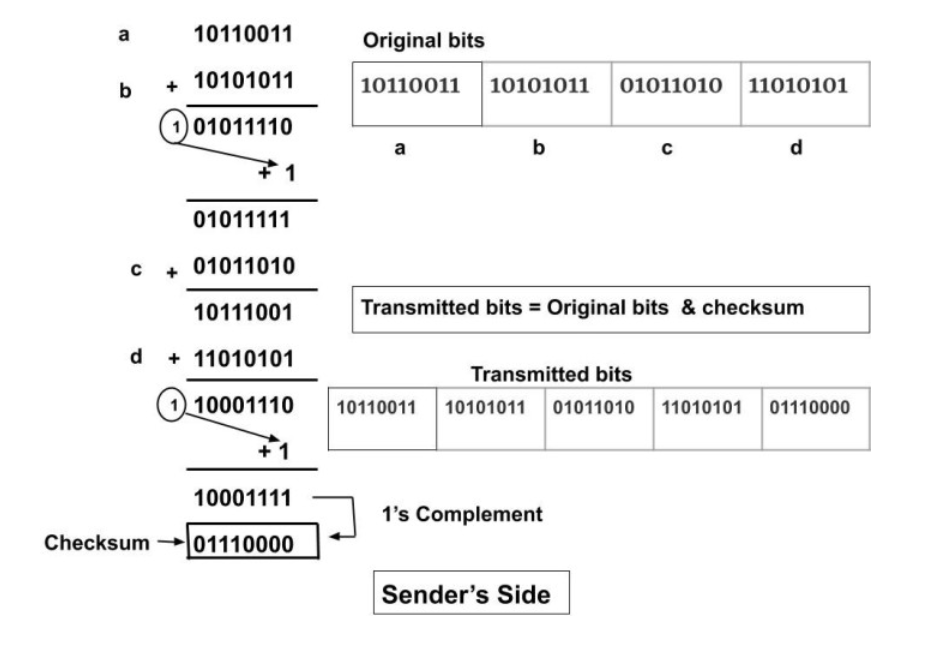 a 10110011
b + 10101011
1 01011110
+ 1
01011111
c + 01011010
10111001
d + 11010101
1 10001110
+ 1
10001111
Checksum 01110000
Original bits
10110011 10101011 01011010 11010101
a b c d
Transmitted bits = Original bits & checksum
Transmitted bits
10110011 10101011 01011010 11010101 01110000
1’s Complement
Sender’s Side